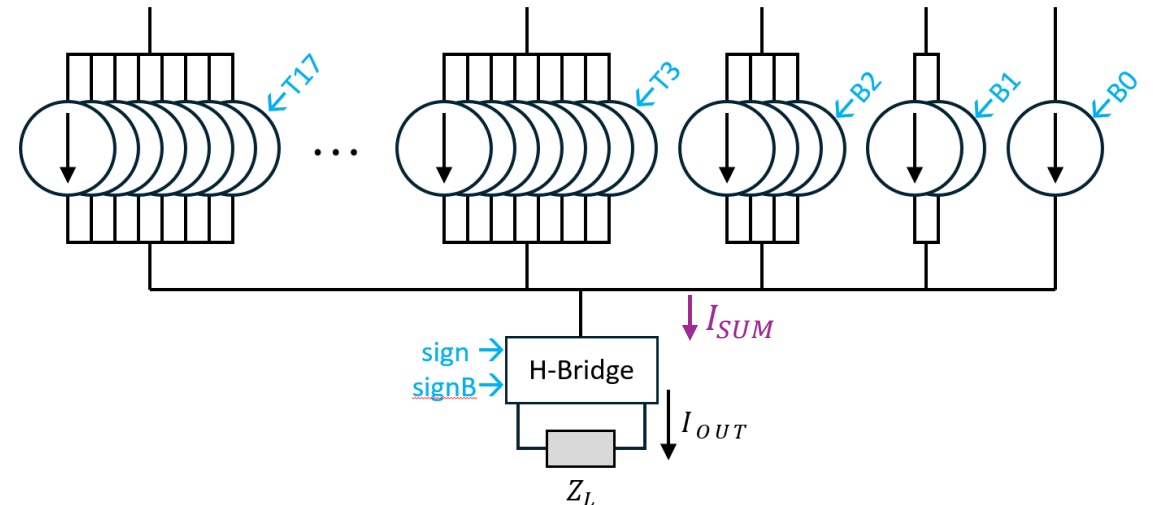 ←T17
...
←T3
←B2
←B1
←B0
I_SUM
sign →
signB →
H-Bridge
I_OUT
Z_L